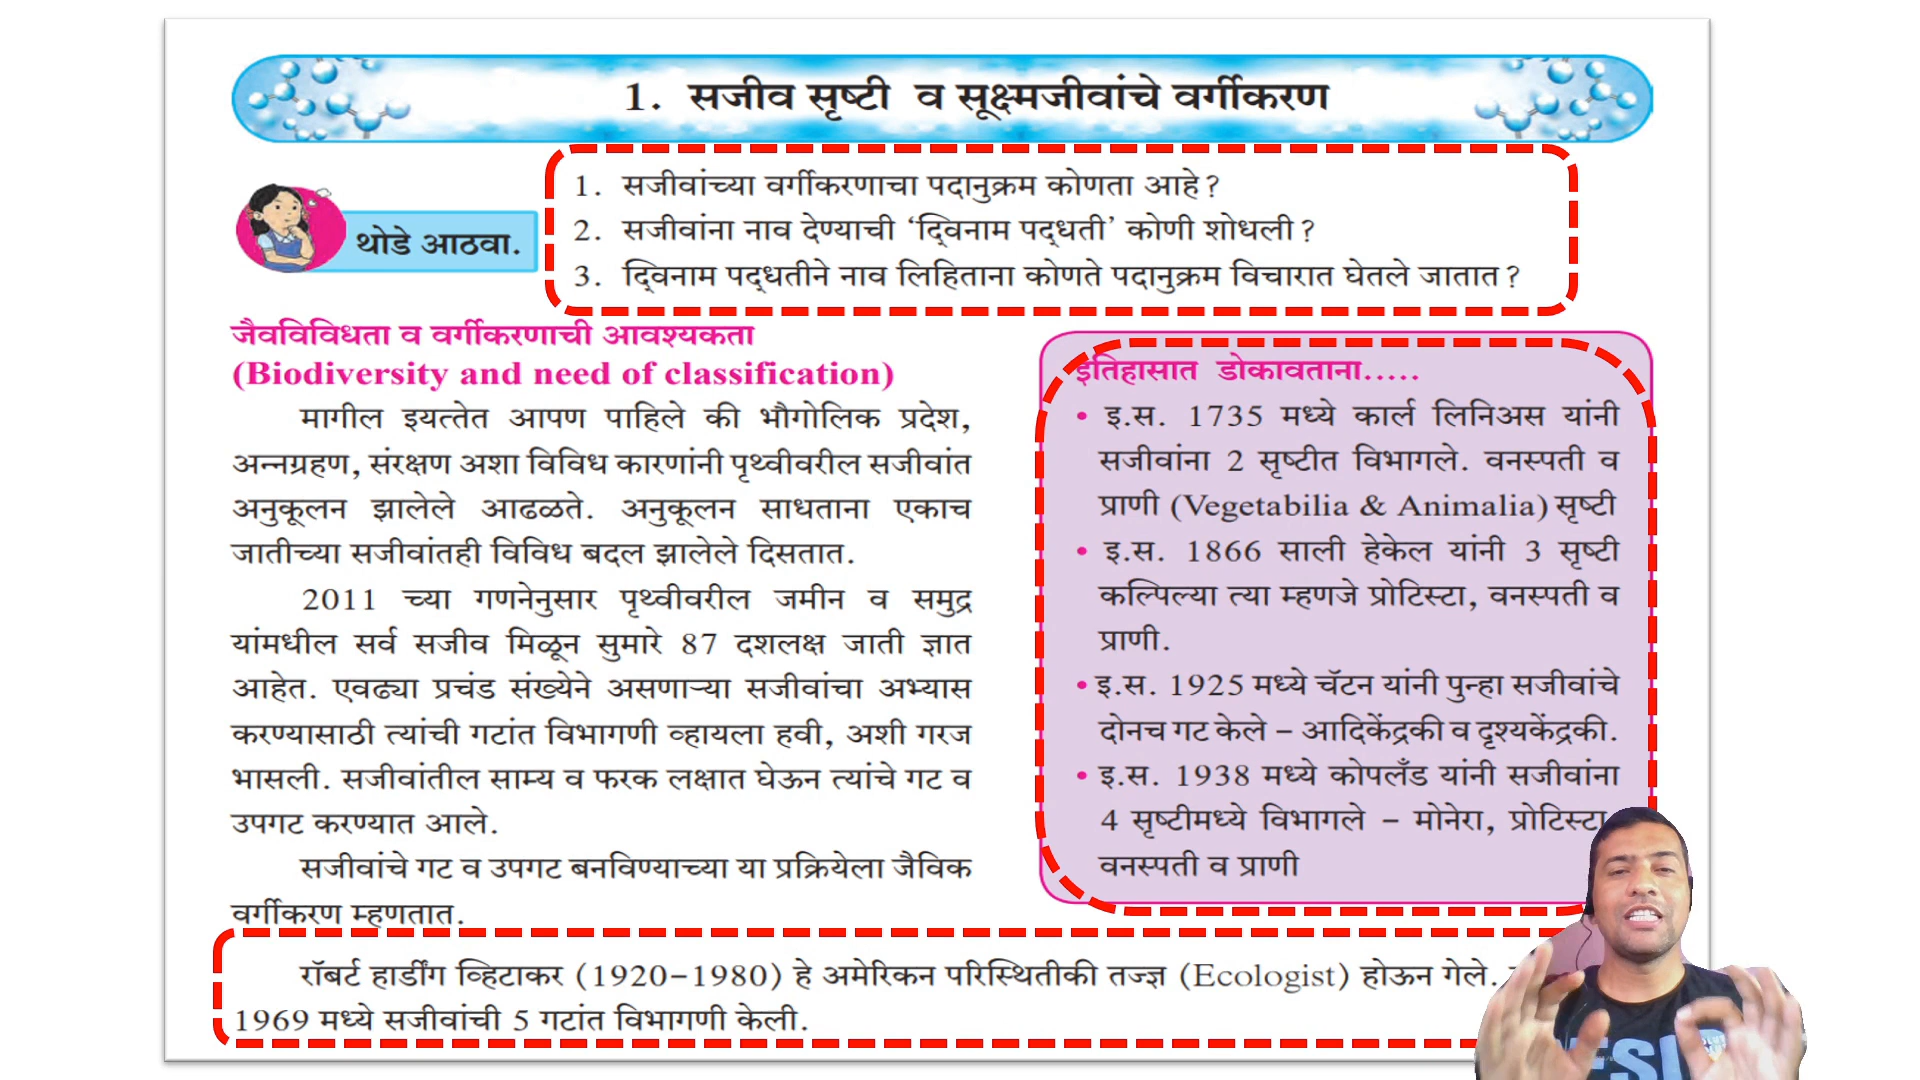 1. सजीव सृष्टी व सूक्ष्मजीवांचे वर्गीकरण
थोडे आठवा.
1. सजीवांच्या वर्गीकरणाचा पदानुक्रम कोणता आहे?
2. सजीवांना नाव देण्याची ‘द्‌विनाम पद्धती’ कोणी शोधली?
3. द्‌विनाम पद्धतीने नाव लिहिताना कोणते पदानुक्रम विचारात घेतले जातात?
जैवविविधता व वर्गीकरणाची आवश्यकता
(Biodiversity and need of classification)
मागील इयत्तेत आपण पाहिले की भौगोलिक प्रदेश,
अन्नग्रहण, संरक्षण अशा विविध कारणांनी पृथ्वीवरील सजीवांत
अनुकूलन झालेले आढळते. अनुकूलन साधताना एकाच
जातीच्या सजीवांतही विविध बदल झालेले दिसतात.
2011 च्या गणनेनुसार पृथ्वीवरील जमीन व समुद्र
यांमधील सर्व सजीव मिळून सुमारे 87 दशलक्ष जाती ज्ञात
आहेत. एवढ्या प्रचंड संख्येने असणाऱ्या सजीवांचा अभ्यास
करण्यासाठी त्यांची गटांत विभागणी व्हायला हवी, अशी गरज
भासली. सजीवांतील साम्य व फरक लक्षात घेऊन त्यांचे गट व
उपगट करण्यात आले.
सजीवांचे गट व उपगट बनविण्याच्या या प्रक्रियेला जैविक
वर्गीकरण म्हणतात.
इतिहासात डोकावताना.....
• इ.स. 1735 मध्ये कार्ल लिनिअस यांनी
सजीवांना 2 सृष्टीत विभागले. वनस्पती व
प्राणी (Vegetabilia & Animalia) सृष्टी
• इ.स. 1866 साली हेकेल यांनी 3 सृष्टी
कल्पिल्या त्या म्हणजे प्रोटिस्टा, वनस्पती व
प्राणी.
• इ.स. 1925 मध्ये चॅटन यांनी पुन्हा सजीवांचे
दोनच गट केले – आदिकेंद्रकी व दृश्यकेंद्रकी.
• इ.स. 1938 मध्ये कोपलँड यांनी सजीवांना
4 सृष्टीमध्ये विभागले – मोनेरा, प्रोटिस्टा,
वनस्पती व प्राणी
रॉबर्ट हार्डींग व्हिटाकर (1920–1980) हे अमेरिकन परिस्थितीकी तज्ज्ञ (Ecologist) होऊन गेले.
1969 मध्ये सजीवांची 5 गटांत विभागणी केली.